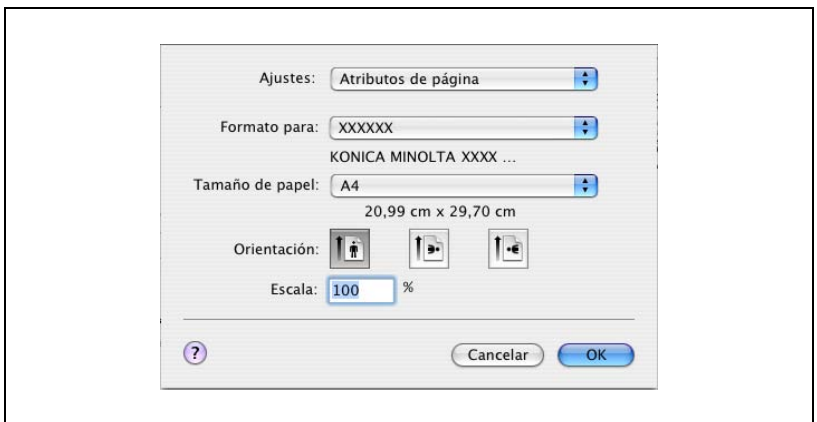 Ajustes: Atributos de página
Formato para: XXXXXX
KONICA MINOLTA XXXX ...
Tamaño de papel: A4
20,99 cm x 29,70 cm
Orientación:
Escala: 100 %
? Cancelar OK